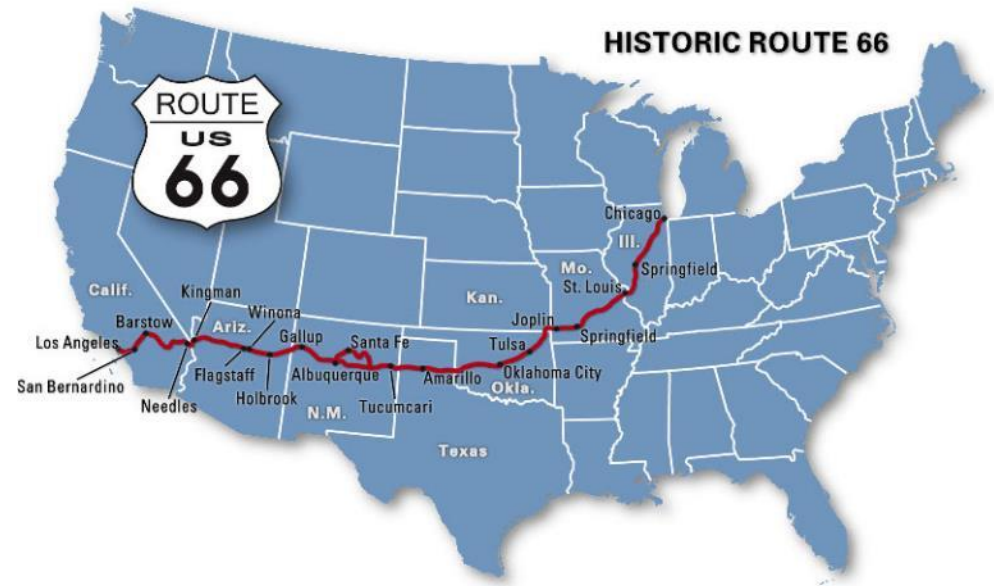 HISTORIC ROUTE 66
ROUTE
US
66
Chicago
Ill.
Springfield
Mo.
St. Louis
Kan.
Joplin
Springfield
Tulsa
Oklahoma City
Okla.
Calif.
Kingman
Winona
Barstow
Ariz.
Gallup
Santa Fe
Los Angeles
San Bernardino
Flagstaff
Albuquerque
Amarillo
Needles
Holbrook
N.M.
Tucumcari
Texas